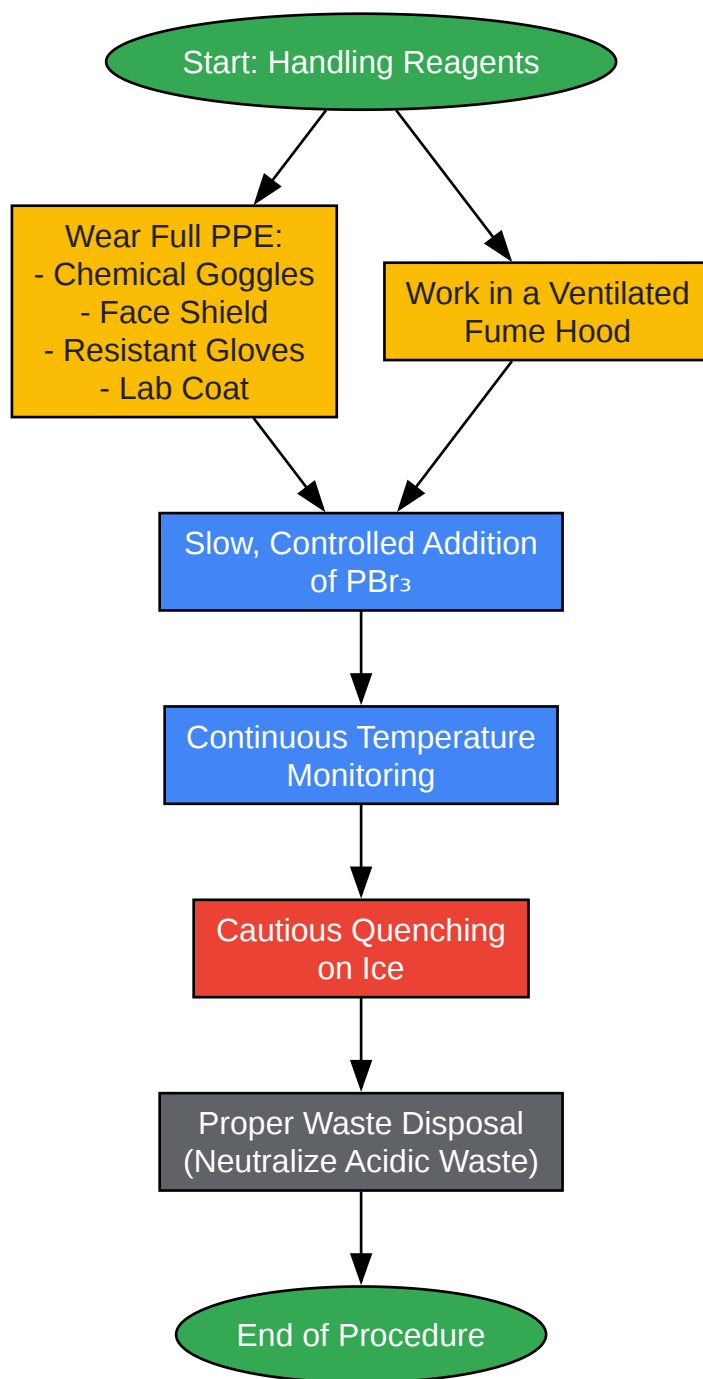 Start: Handling Reagents
Wear Full PPE:
- Chemical Goggles
- Face Shield
- Resistant Gloves
- Lab Coat
Work in a Ventilated
Fume Hood
Slow, Controlled Addition
of PBr₃
Continuous Temperature
Monitoring
Cautious Quenching
on Ice
Proper Waste Disposal
(Neutralize Acidic Waste)
End of Procedure